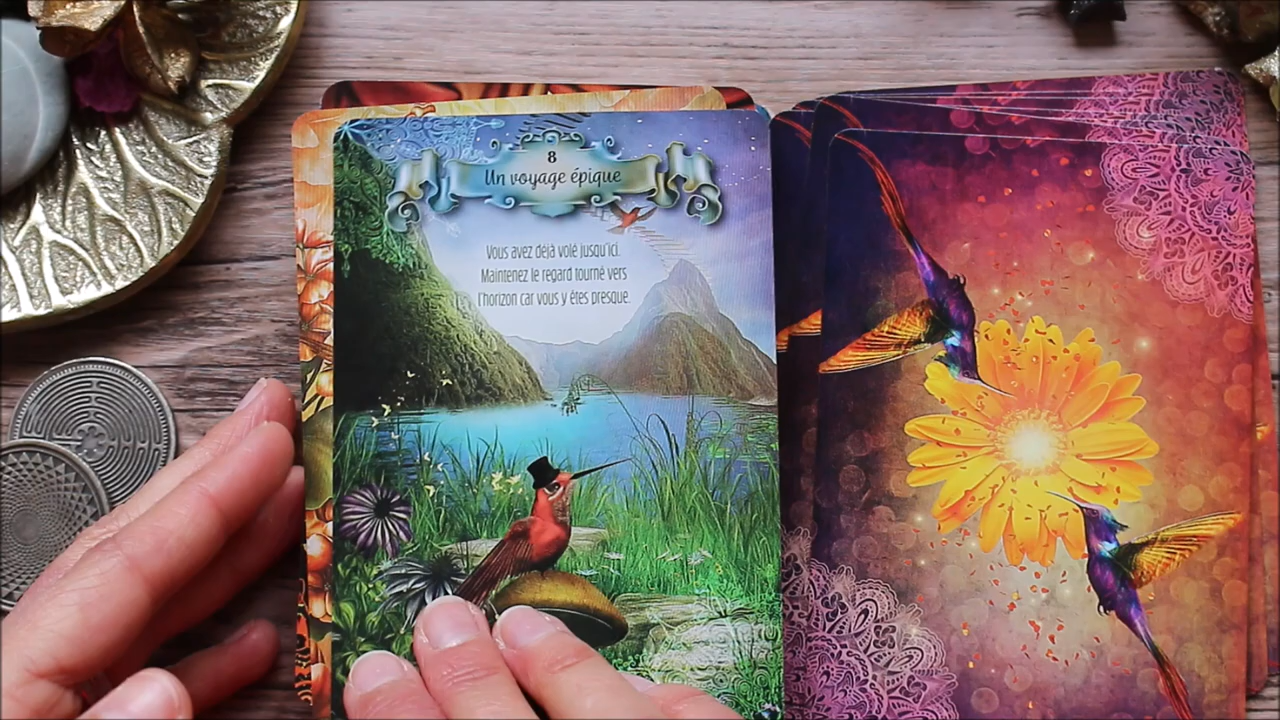 8
Un voyage épique
Vous avez déjà volé jusqu'ici.
Maintenez le regard tourné vers
l'horizon car vous y êtes presque.